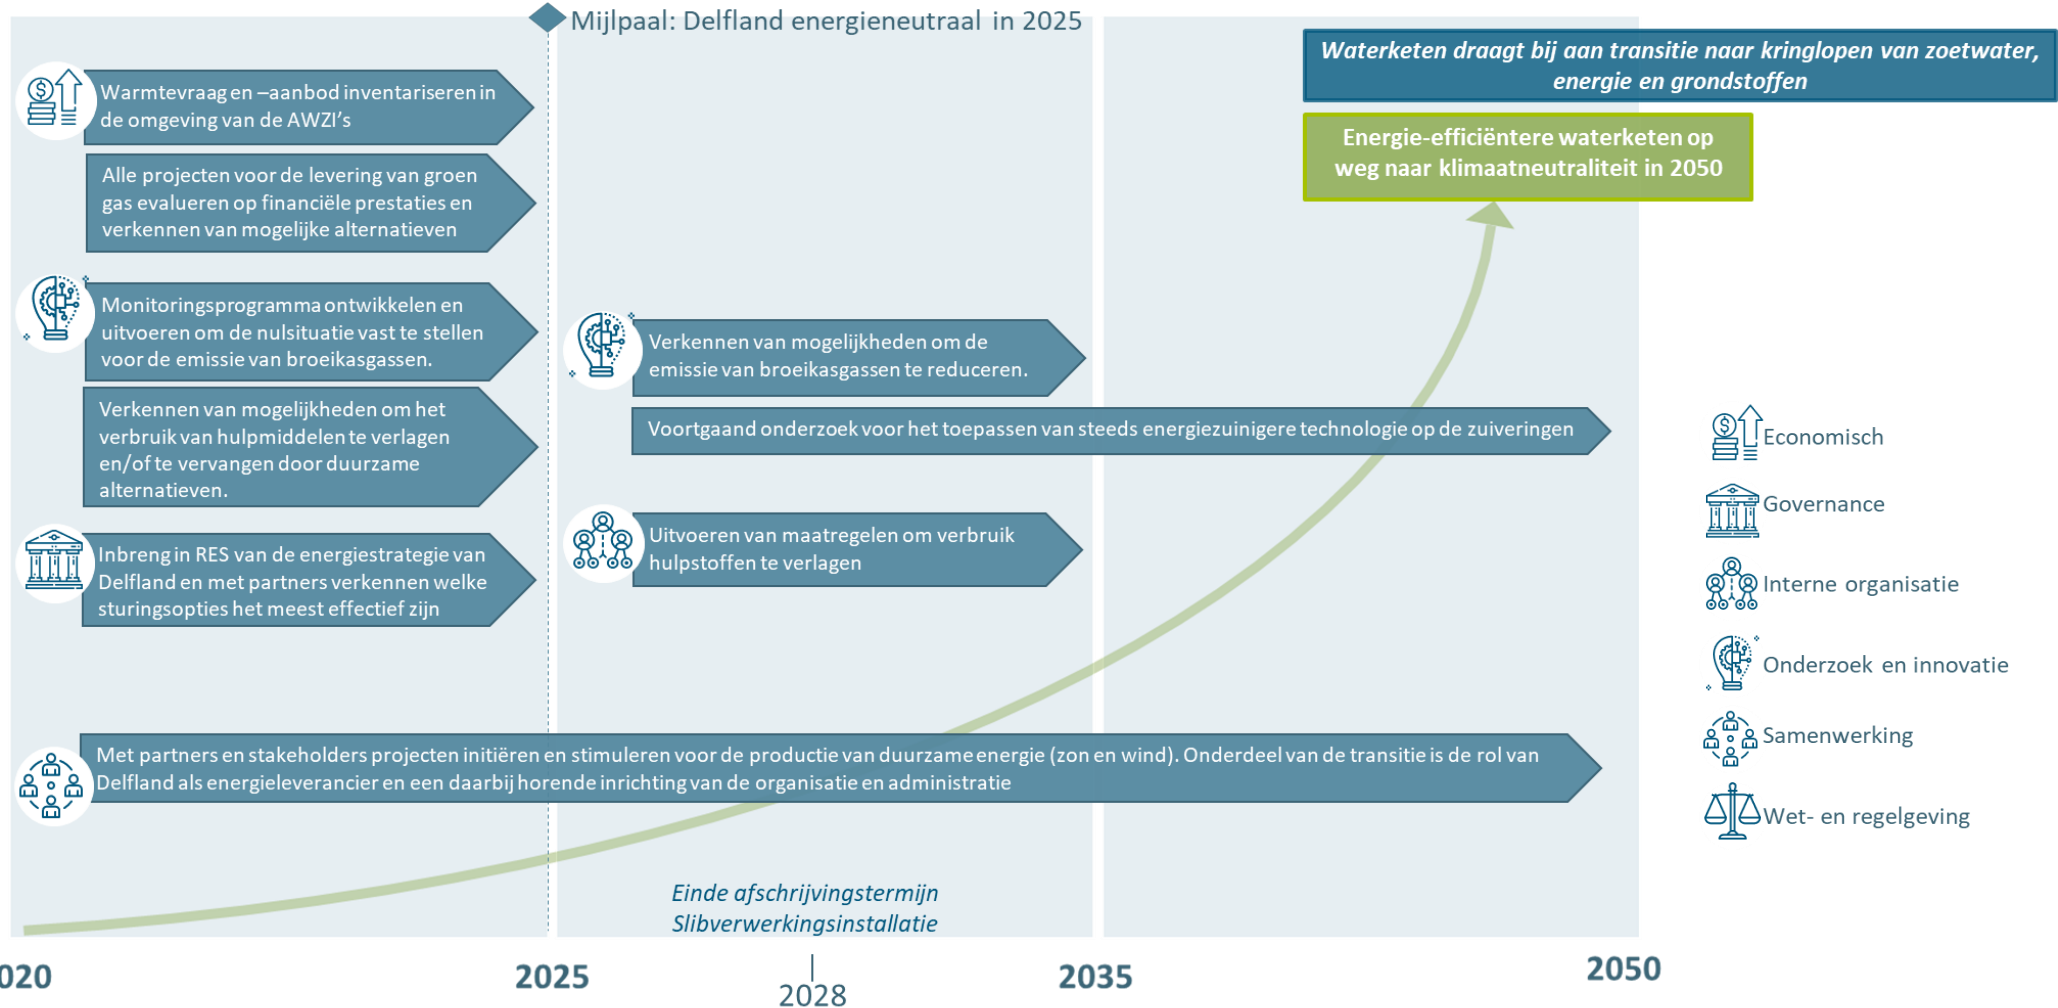 Mijlpaal: Delfland energieneutraal in 2025
Waterketen draagt bij aan transitie naar kringlopen van zoetwater,
energie en grondstoffen
Energie-efficiëntere waterketen op
weg naar klimaatneutraliteit in 2050
Warmtevraag en –aanbod inventariseren in
de omgeving van de AWZI's
Alle projecten voor de levering van groen
gas evalueren op financiële prestaties en
verkennen van mogelijke alternatieven
Monitoringsprogramma ontwikkelen en
uitvoeren om de nulsituatie vast te stellen
voor de emissie van broeikasgassen.
Verkennen van mogelijkheden om het
verbruik van hulpmiddelen te verlagen
en/of te vervangen door duurzame
alternatieven.
Inbreng in RES van de energiestrategie van
Delfland en met partners verkennen welke
sturingsopties het meest effectief zijn
Verkennen van mogelijkheden om de
emissie van broeikasgassen te reduceren.
Voortgaand onderzoek voor het toepassen van steeds energiezuinigere technologie op de zuiveringen
Uitvoeren van maatregelen om verbruik
hulpstoffen te verlagen
Met partners en stakeholders projecten initiëren en stimuleren voor de productie van duurzame energie (zon en wind). Onderdeel van de transitie is de rol van
Delfland als energieleverancier en een daarbij horende inrichting van de organisatie en administratie
Einde afschrijvingstermijn
Slibverwerkingsinstallatie
020
2025
2028
2035
2050
Economisch
Governance
Interne organisatie
Onderzoek en innovatie
Samenwerking
Wet- en regelgeving